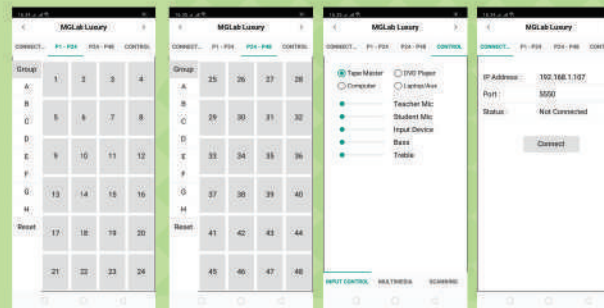 MGLab Luxury
CONNECT... P1 - P24 P24 - P48 CONTROL
Group
1 2 3 4
A
B
5 6 7 8
C
D
9 10 11 12
E
F
13 14 15 16
G
H
Reset
17 18 19 20
21 22 23 24
MGLab Luxury
CONNECT... P1 - P24 P24 - P48 CONTROL
Group
25 26 27 28
A
B
29 30 31 32
C
D
33 34 35 36
E
F
37 38 39 40
G
H
Reset
41 42 43 44
45 46 47 48
MGLab Luxury
CONNECT... P1 - P24 P24 - P48 CONTROL
Tape Master DVD Player
Computer Laptop/Aux
Teacher Mic
Student Mic
Input Device
Bass
Treble
INPUT CONTROL MULTIMEDIA SCANNING
MGLab Luxury
CONNECT... P1 - P24 P24 - P48 CONTROL
IP Address : 192.168.1.107
Port : 5550
Status : Not Connected
Connect